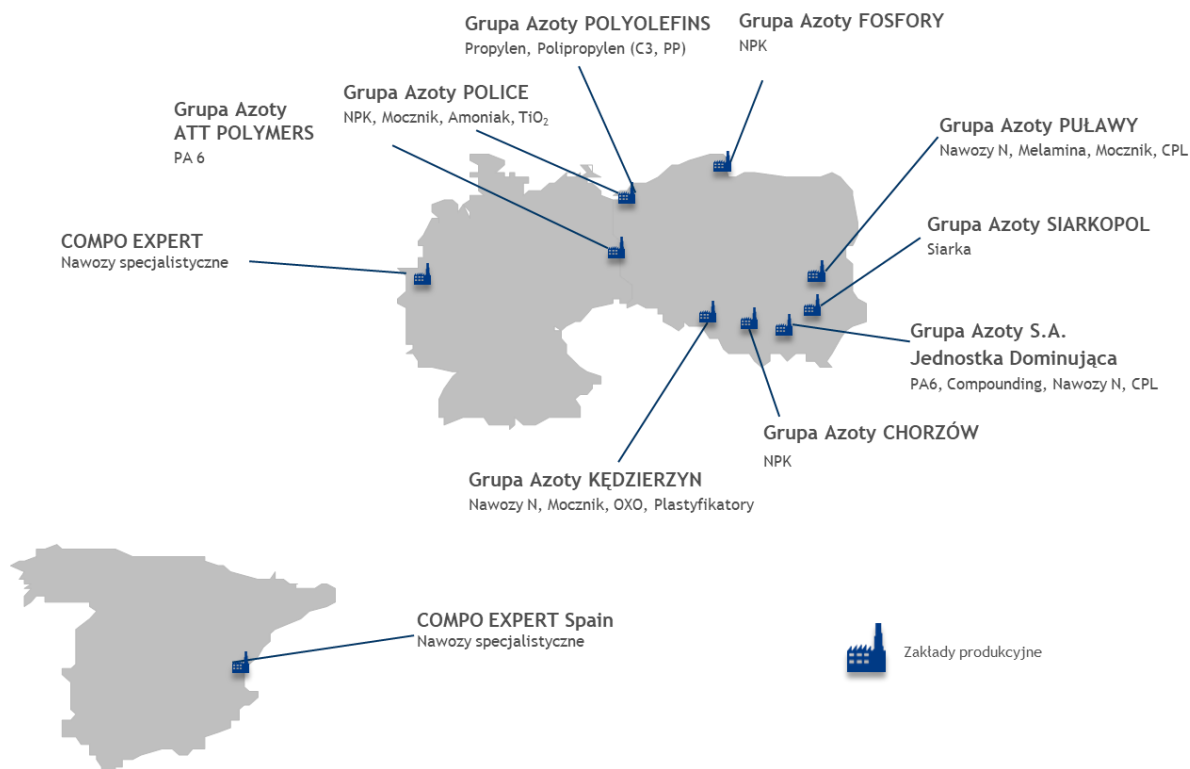 Grupa Azoty POLYOLEFINS
Propylen, Polipropylen (C3, PP)
Grupa Azoty FOSFORY
NPK
Grupa Azoty POLICE
NPK, Mocznik, Amoniak, TiO₂
Grupa Azoty
ATT POLYMERS
PA 6
Grupa Azoty PUŁAWY
Nawozy N, Melamina, Mocznik, CPL
COMPO EXPERT
Nawozy specjalistyczne
Grupa Azoty SIARKOPOL
Siarka
Grupa Azoty S.A.
Jednostka Dominująca
PA6, Compounding, Nawozy N, CPL
Grupa Azoty CHORZÓW
NPK
Grupa Azoty KĘDZIERZYN
Nawozy N, Mocznik, OXO, Plastyfikatory
COMPO EXPERT Spain
Nawozy specjalistyczne
Zakłady produkcyjne